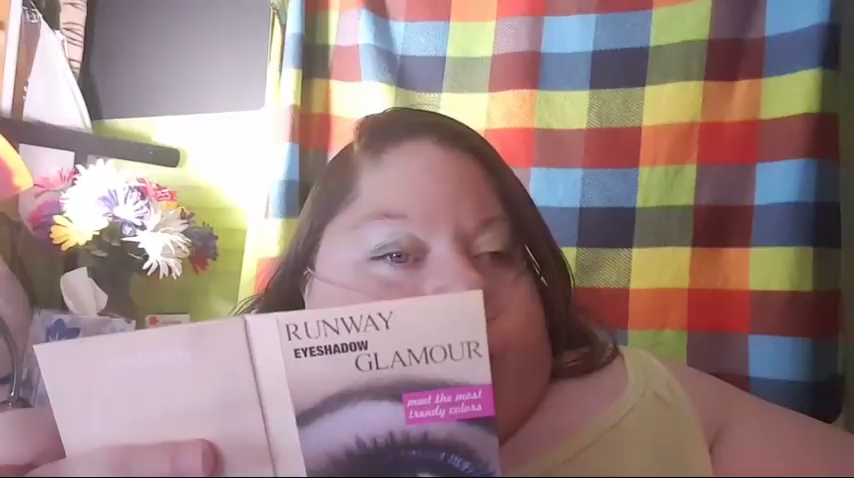 RUNWAY
EYESHADOW
GLAMOUR
meet the most
trendy colors